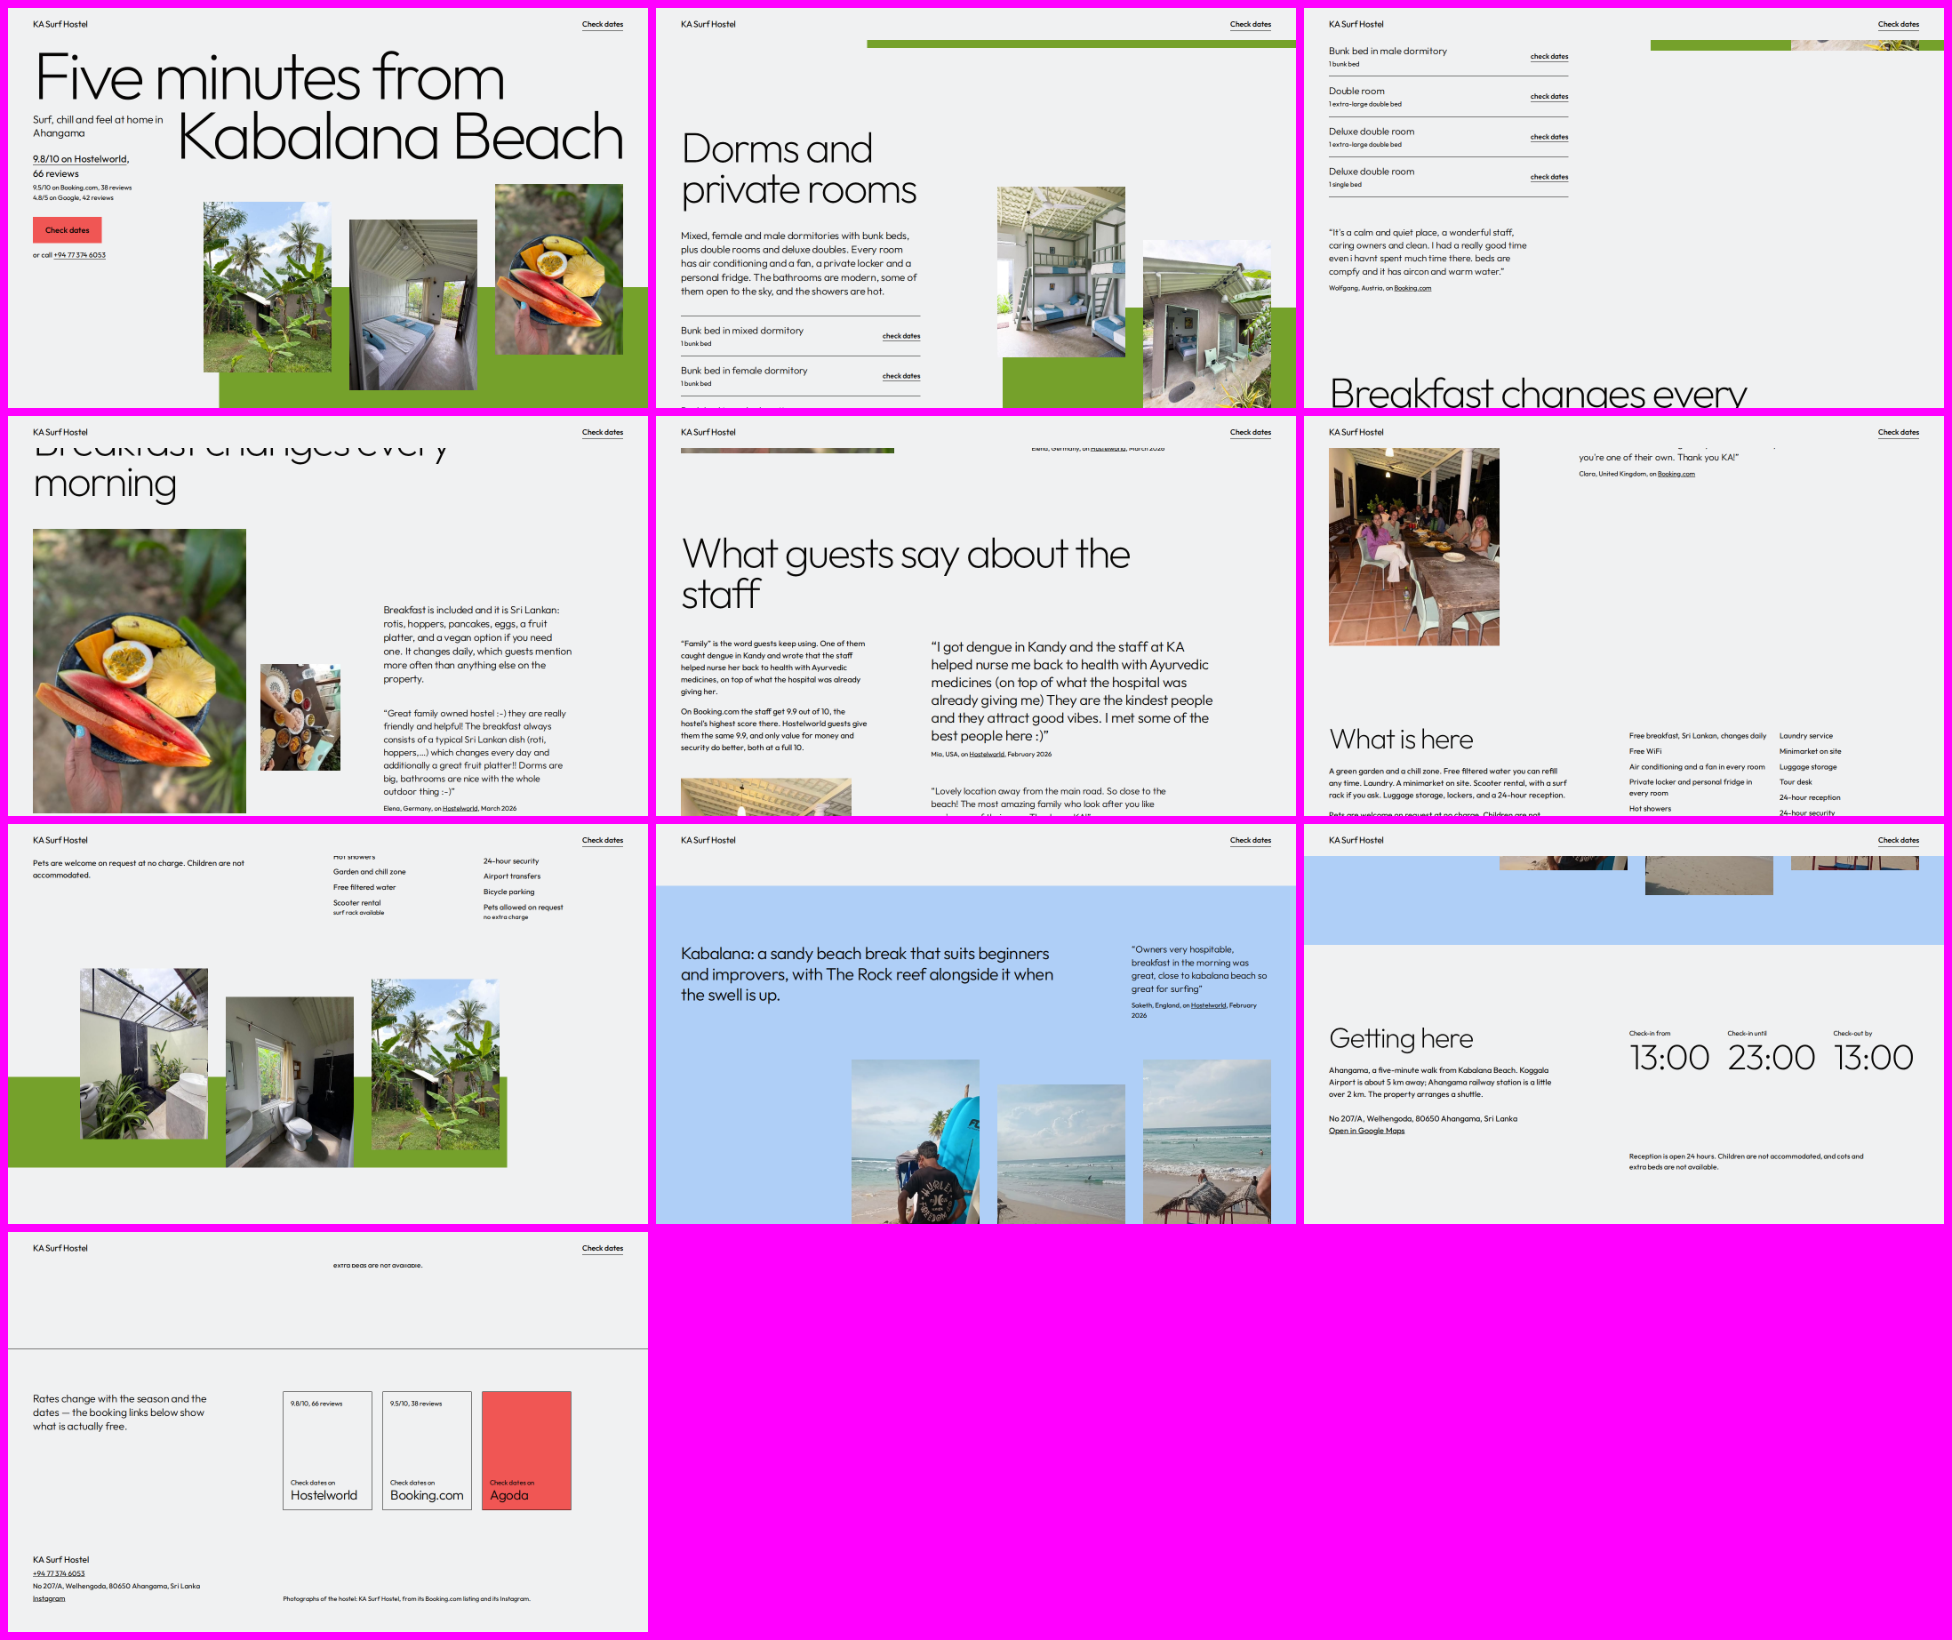 KA Surf Hostel
Check dates
Five minutes from
Kabalana Beach
Surf, chill and feel at home in
Ahangama
9.8/10 on Hostelworld,
66 reviews
9.5/10 on Booking.com, 38 reviews
4.8/5 on Google, 42 reviews
Check dates
or call +94 77 374 6053
KA Surf Hostel
Check dates
Dorms and
private rooms
Mixed, female and male dormitories with bunk beds,
plus double rooms and deluxe doubles. Every room
has air conditioning and a fan, a private locker and a
personal fridge. The bathrooms are modern, some of
them open to the sky, and the showers are hot.
Bunk bed in mixed dormitory
1 bunk bed
check dates
Bunk bed in female dormitory
1 bunk bed
check dates
KA Surf Hostel
Check dates
Bunk bed in male dormitory
1 bunk bed
check dates
Double room
1 extra-large double bed
check dates
Deluxe double room
1 extra-large double bed
check dates
Deluxe double room
1 single bed
check dates
"It's a calm and quiet place, a wonderful staff,
caring owners and clean. I had a really good time
even i havnt spent much time there. beds are
compfy and it has aircon and warm water."
Wolfgang, Austria, on Booking.com
Breakfast changes every
KA Surf Hostel
Check dates
Breakfast changes every
morning
Breakfast is included and it is Sri Lankan:
rotis, hoppers, pancakes, eggs, a fruit
platter, and a vegan option if you need
one. It changes daily, which guests mention
more often than anything else on the
property.
"Great family owned hostel :-) they are really
friendly and helpful! The breakfast always
consists of a typical Sri Lankan dish (roti,
hoppers,...) which changes every day and
additionally a great fruit platter!! Dorms are
big, bathrooms are nice with the whole
outdoor thing :-)"
Elena, Germany, on Hostelworld, March 2026
KA Surf Hostel
Check dates
Elena, Germany, on Hostelworld, March 2026
What guests say about the
staff
"Family" is the word guests keep using. One of them
caught dengue in Kandy and wrote that the staff
helped nurse her back to health with Ayurvedic
medicines, on top of what the hospital was already
giving her.
On Booking.com the staff get 9.9 out of 10, the
hostel's highest score there. Hostelworld guests give
them the same 9.9, and only value for money and
security do better, both at a full 10.
"I got dengue in Kandy and the staff at KA
helped nurse me back to health with Ayurvedic
medicines (on top of what the hospital was
already giving me) They are the kindest people
and they attract good vibes. I met some of the
best people here :)"
Mia, USA, on Hostelworld, February 2026
"Lovely location away from the main road. So close to the
beach! The most amazing family who look after you like
KA Surf Hostel
Check dates
you're one of their own. Thank you KA!"
Clara, United Kingdom, on Booking.com
What is here
A green garden and a chill zone. Free filtered water you can refill
any time. Laundry. A minimarket on site. Scooter rental, with a surf
rack if you ask. Luggage storage, lockers, and a 24-hour reception.
Pets are welcome on request at no charge. Children are not
Free breakfast, Sri Lankan, changes daily
Free WiFi
Air conditioning and a fan in every room
Private locker and personal fridge in
every room
Hot showers
Laundry service
Minimarket on site
Luggage storage
Tour desk
24-hour reception
24-hour security
KA Surf Hostel
Check dates
Pets are welcome on request at no charge. Children are not
accommodated.
Hot showers
Garden and chill zone
Free filtered water
Scooter rental
surf rack available
24-hour security
Airport transfers
Bicycle parking
Pets allowed on request
no extra charge
KA Surf Hostel
Check dates
Kabalana: a sandy beach break that suits beginners
and improvers, with The Rock reef alongside it when
the swell is up.
"Owners very hospitable,
breakfast in the morning was
great, close to kabalana beach so
great for surfing"
Saketh, England, on Hostelworld, February
2026
KA Surf Hostel
Check dates
Getting here
Ahangama, a five-minute walk from Kabalana Beach. Koggala
Airport is about 5 km away; Ahangama railway station is a little
over 2 km. The property arranges a shuttle.
No 207/A, Welhengoda, 80650 Ahangama, Sri Lanka
Open in Google Maps
Check-in from
13:00
Check-in until
23:00
Check-out by
13:00
Reception is open 24 hours. Children are not accommodated, and cots and
extra beds are not available.
KA Surf Hostel
Check dates
extra beds are not available.
Rates change with the season and the
dates — the booking links below show
what is actually free.
9.8/10, 66 reviews
Check dates on
Hostelworld
9.5/10, 38 reviews
Check dates on
Booking.com
Check dates on
Agoda
KA Surf Hostel
+94 77 374 6053
No 207/A, Welhengoda, 80650 Ahangama, Sri Lanka
Instagram
Photographs of the hostel: KA Surf Hostel, from its Booking.com listing and its Instagram.